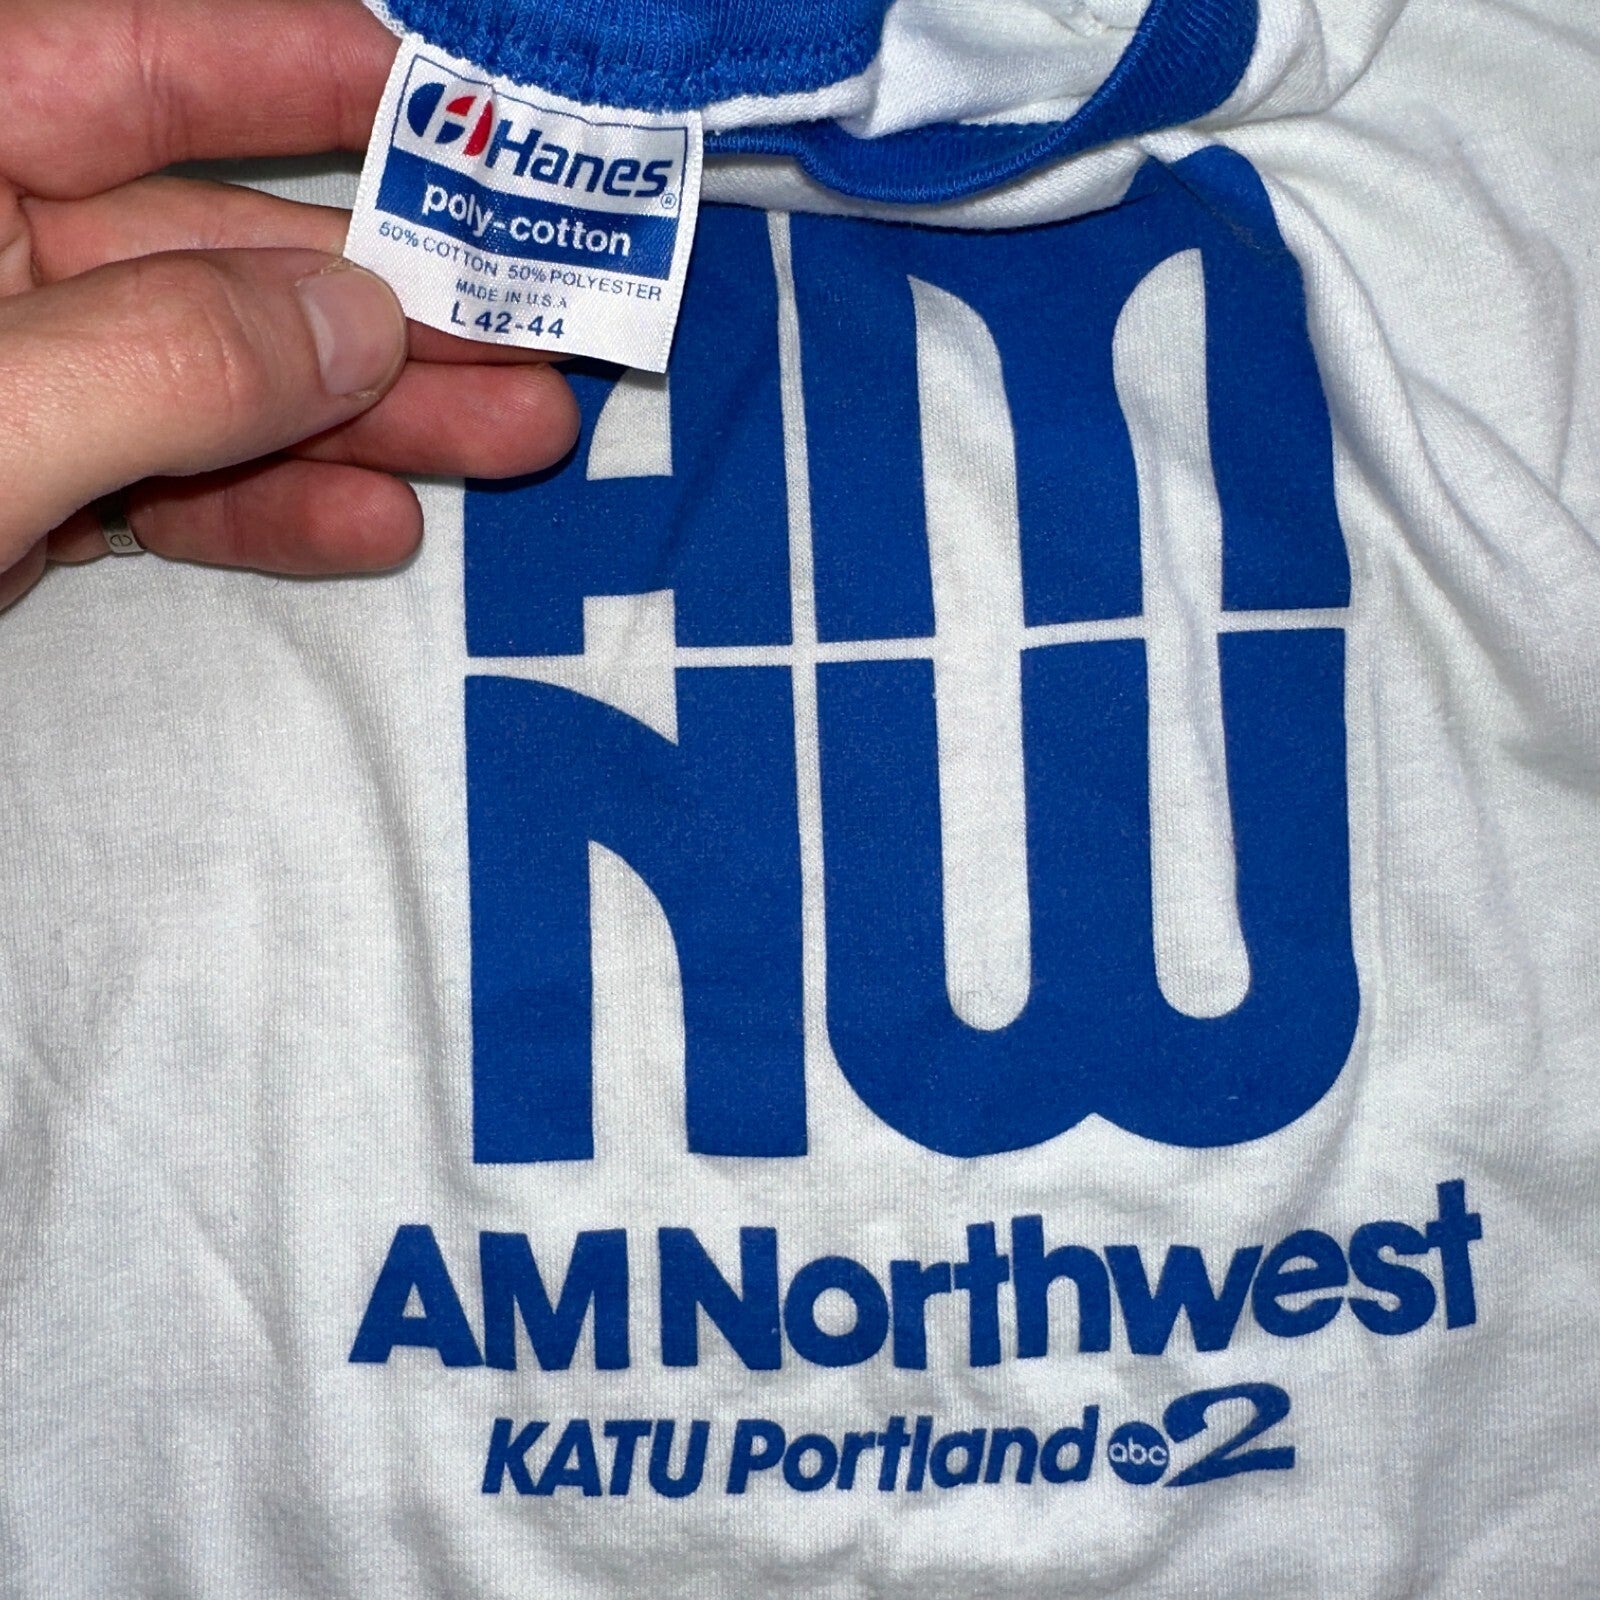 Hanes®
poly-cotton
50% COTTON 50% POLYESTER
MADE IN U.S.A
L 42-44
AM
NW
AM Northwest
KATU Portland abc 2